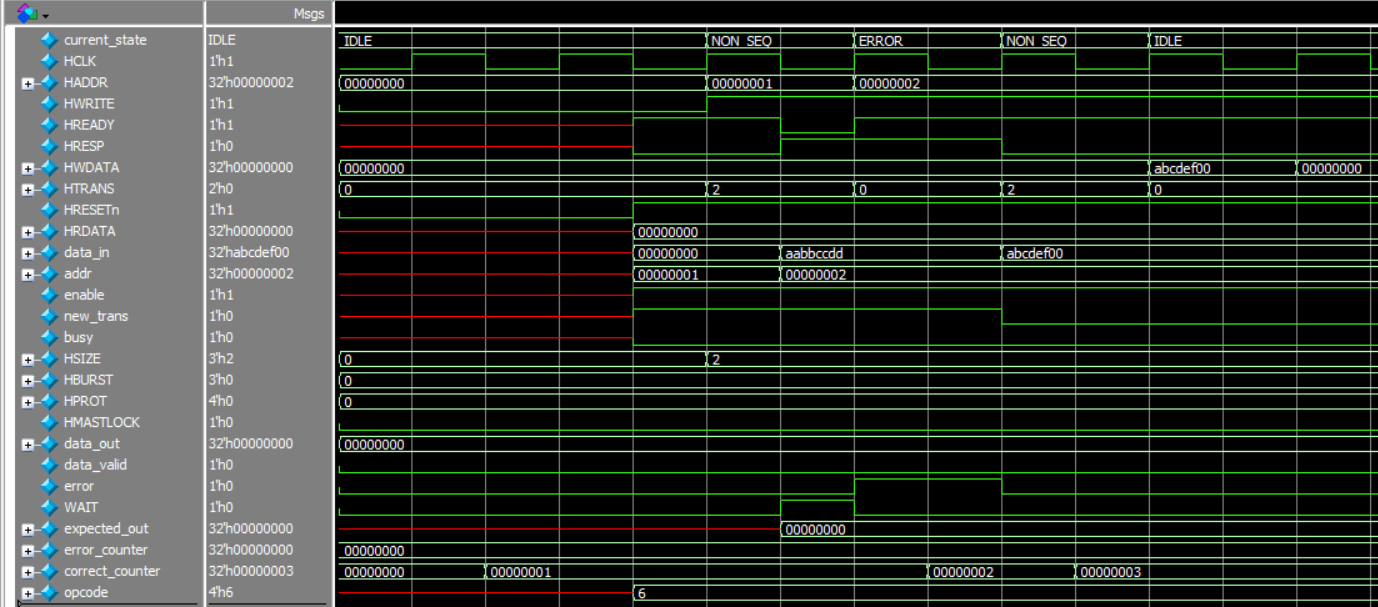 Msgs
current_state IDLE IDLE NON_SEQ ERROR NON_SEQ IDLE
HCLK 1'h1
HADDR 32'h00000002 00000000 00000001 00000002
HWRITE 1'h1
HREADY 1'h1
HRESP 1'h0
HWDATA 32'h00000000 00000000 abcdef00 00000000
HTRANS 2'h0 0 2 0 2 0
HRESETn 1'h1
HRDATA 32'h00000000 00000000
data_in 32'habcdef00 00000000 aabbccdd abcdef00
addr 32'h00000002 00000001 00000002
enable 1'h1
new_trans 1'h0
busy 1'h0
HSIZE 3'h2 0 2
HBURST 3'h0 0
HPROT 4'h0 0
HMASTLOCK 1'h0
data_out 32'h00000000 00000000
data_valid 1'h0
error 1'h0
WAIT 1'h0
expected_out 32'h00000000 00000000
error_counter 32'h00000000 00000000
correct_counter 32'h00000003 00000000 00000001 00000002 00000003
opcode 4'h6 6